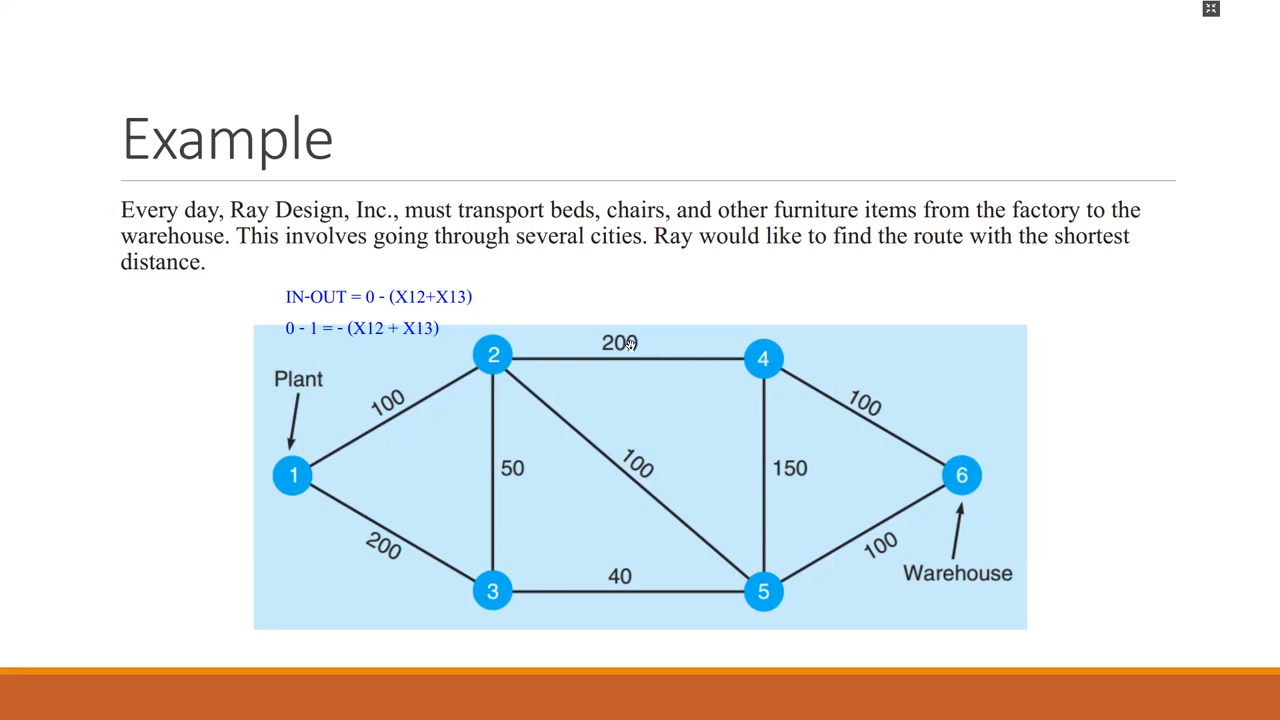 Example
Every day, Ray Design, Inc., must transport beds, chairs, and other furniture items from the factory to the
warehouse. This involves going through several cities. Ray would like to find the route with the shortest
distance.
IN-OUT = 0 - (X12+X13)
0 - 1 = - (X12 + X13)
200
2
4
Plant
100
100
1
50
100
150
6
200
100
40
Warehouse
3
5